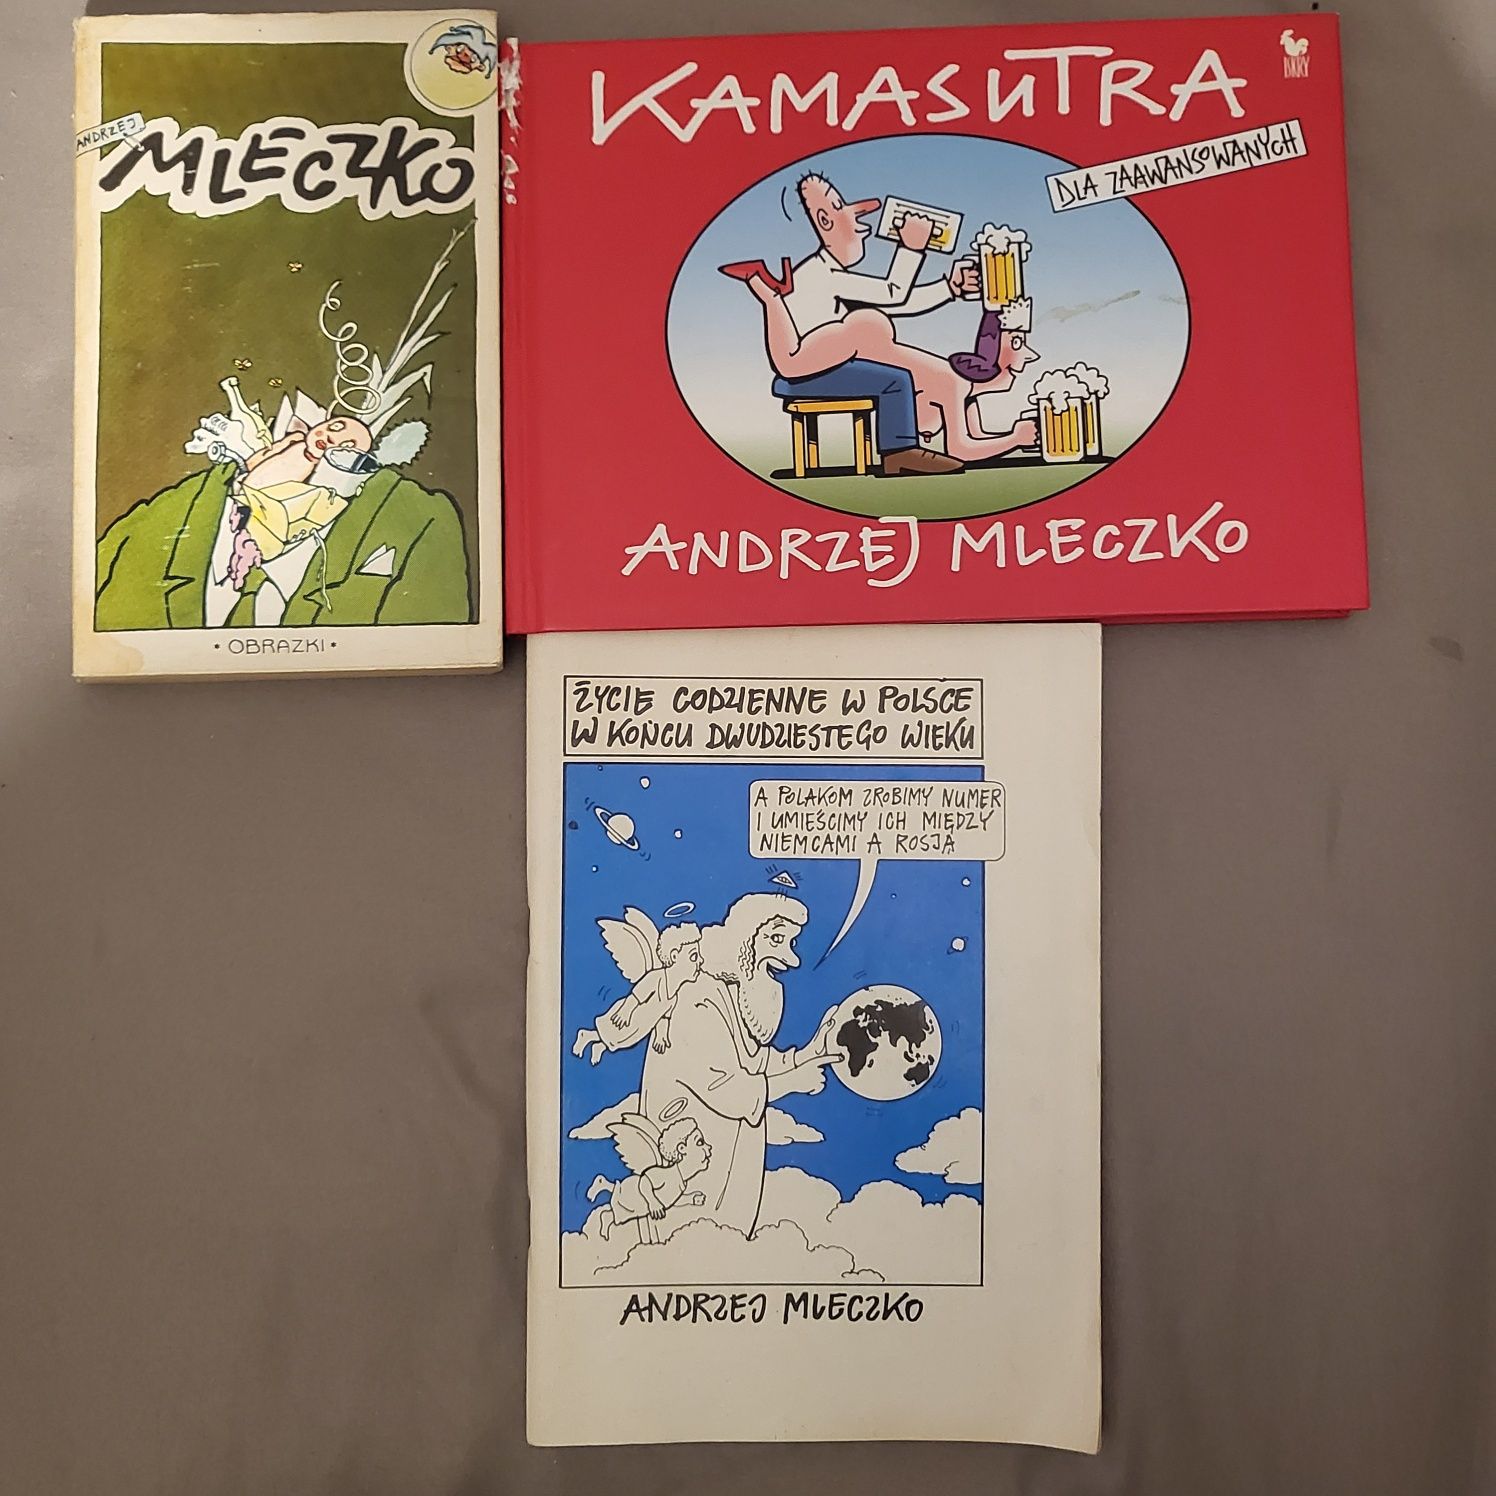 ANDRZEJ
MLECZKO
• OBRAZKI •
KAMASUTRA
ISKRY
DLA ZAAWANSOWANYCH
ANDRZEJ MLECZKO
ŻYCIE CODZIENNE W POLSCE
W KOŃCU DWUDZIESTEGO WIEKU
A POLAKOM ZROBIMY NUMER
I UMIEŚCIMY ICH MIĘDZY
NIEMCAMI A ROSJĄ
ANDRZEJ MLECZKO